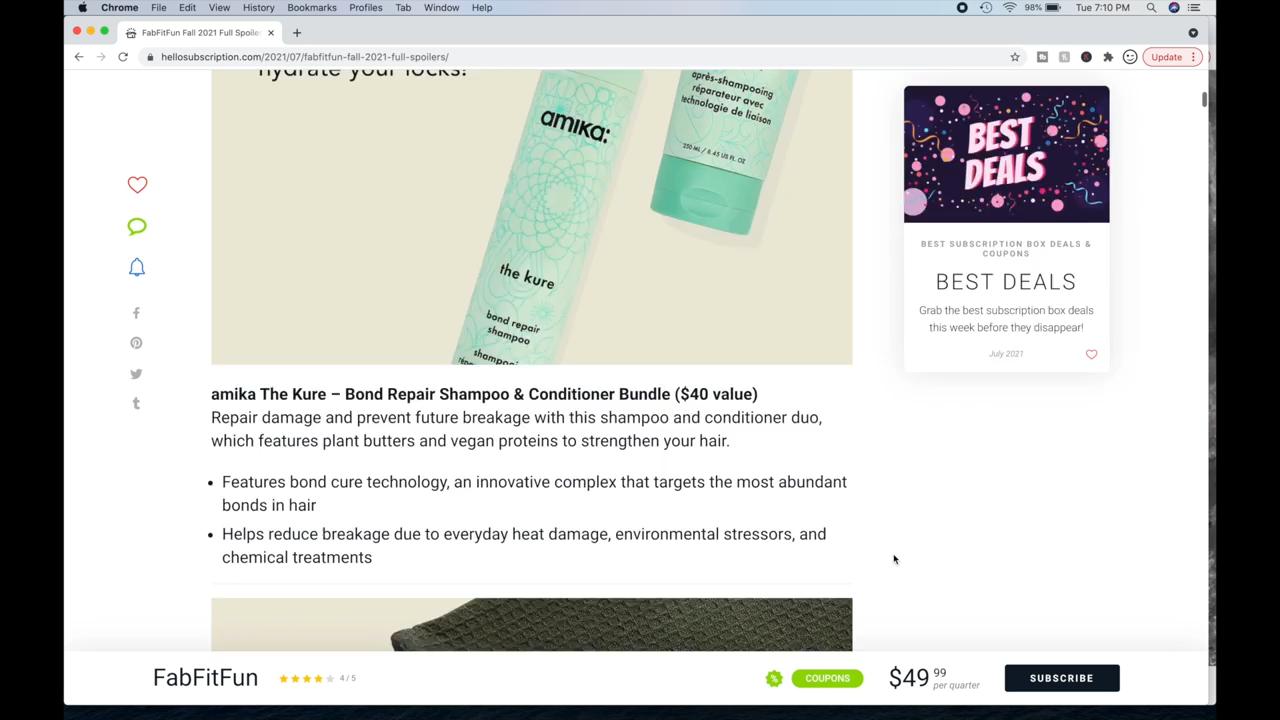 Chrome File Edit View History Bookmarks Profiles Tab Window Help 98% Tue 7:10 PM
FabFitFun Fall 2021 Full Spoiler
hellosubscription.com/2021/07/fabfitfun-fall-2021-full-spoilers/ Update
hydrate your locks!
amika:
the kure
bond repair
shampoo
après-shampooing
réparateur avec
technologie de liaison
250 ML / 8.45 US FL. OZ
BEST
DEALS
BEST SUBSCRIPTION BOX DEALS &
COUPONS
BEST DEALS
Grab the best subscription box deals
this week before they disappear!
July 2021
amika The Kure – Bond Repair Shampoo & Conditioner Bundle ($40 value)
Repair damage and prevent future breakage with this shampoo and conditioner duo,
which features plant butters and vegan proteins to strengthen your hair.
• Features bond cure technology, an innovative complex that targets the most abundant
bonds in hair
• Helps reduce breakage due to everyday heat damage, environmental stressors, and
chemical treatments
FabFitFun 4 / 5 % COUPONS $49 99 per quarter SUBSCRIBE